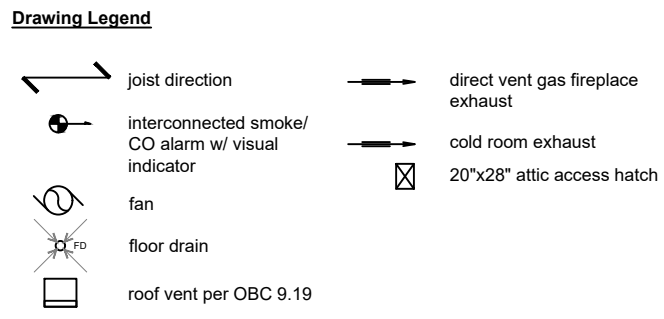 Drawing Legend
joist direction
interconnected smoke/
CO alarm w/ visual
indicator
fan
FD
floor drain
roof vent per OBC 9.19
direct vent gas fireplace
exhaust
cold room exhaust
20"x28" attic access hatch